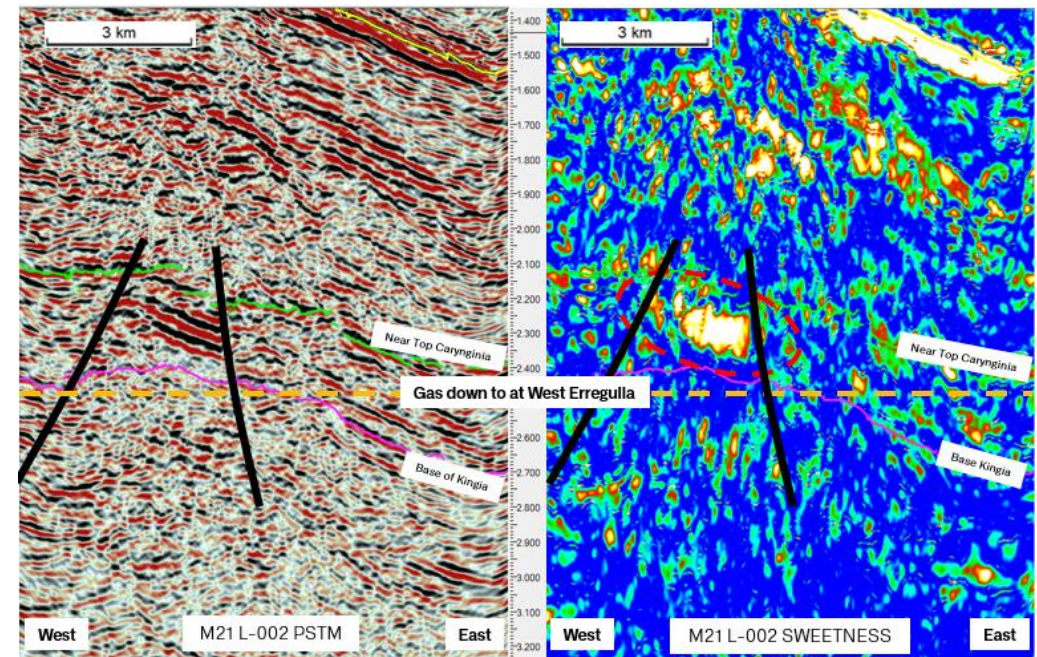 3 km
3 km
1.400
1.500
1.600
1.700
1.800
1.900
2.000
2.100
2.200
2.300
2.400
2.600
2.700
2.800
2.900
3.000
3.100
3.200
Near Top Carynginia
Near Top Carynginia
Gas down to at West Erregulla
Base of Kingia
Base Kingia
West
M21 L-002 PSTM
East
West
M21 L-002 SWEETNESS
East